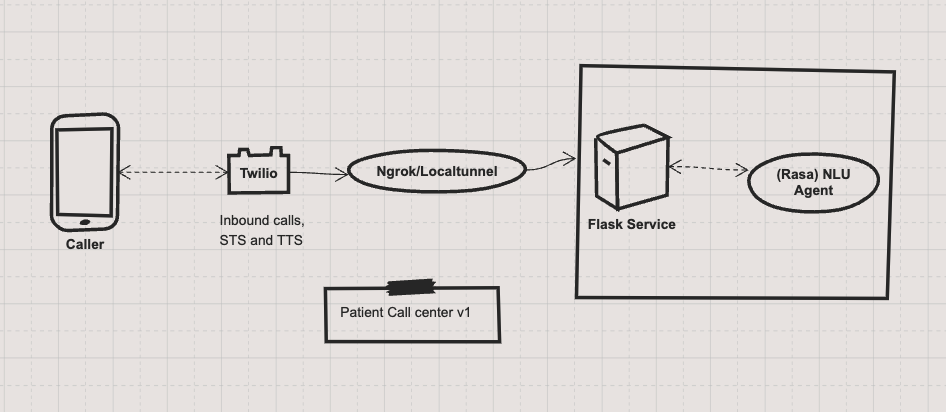 Caller
Twilio
Inbound calls,
STS and TTS
Ngrok/Localtunnel
Flask Service
(Rasa) NLU
Agent
Patient Call center v1